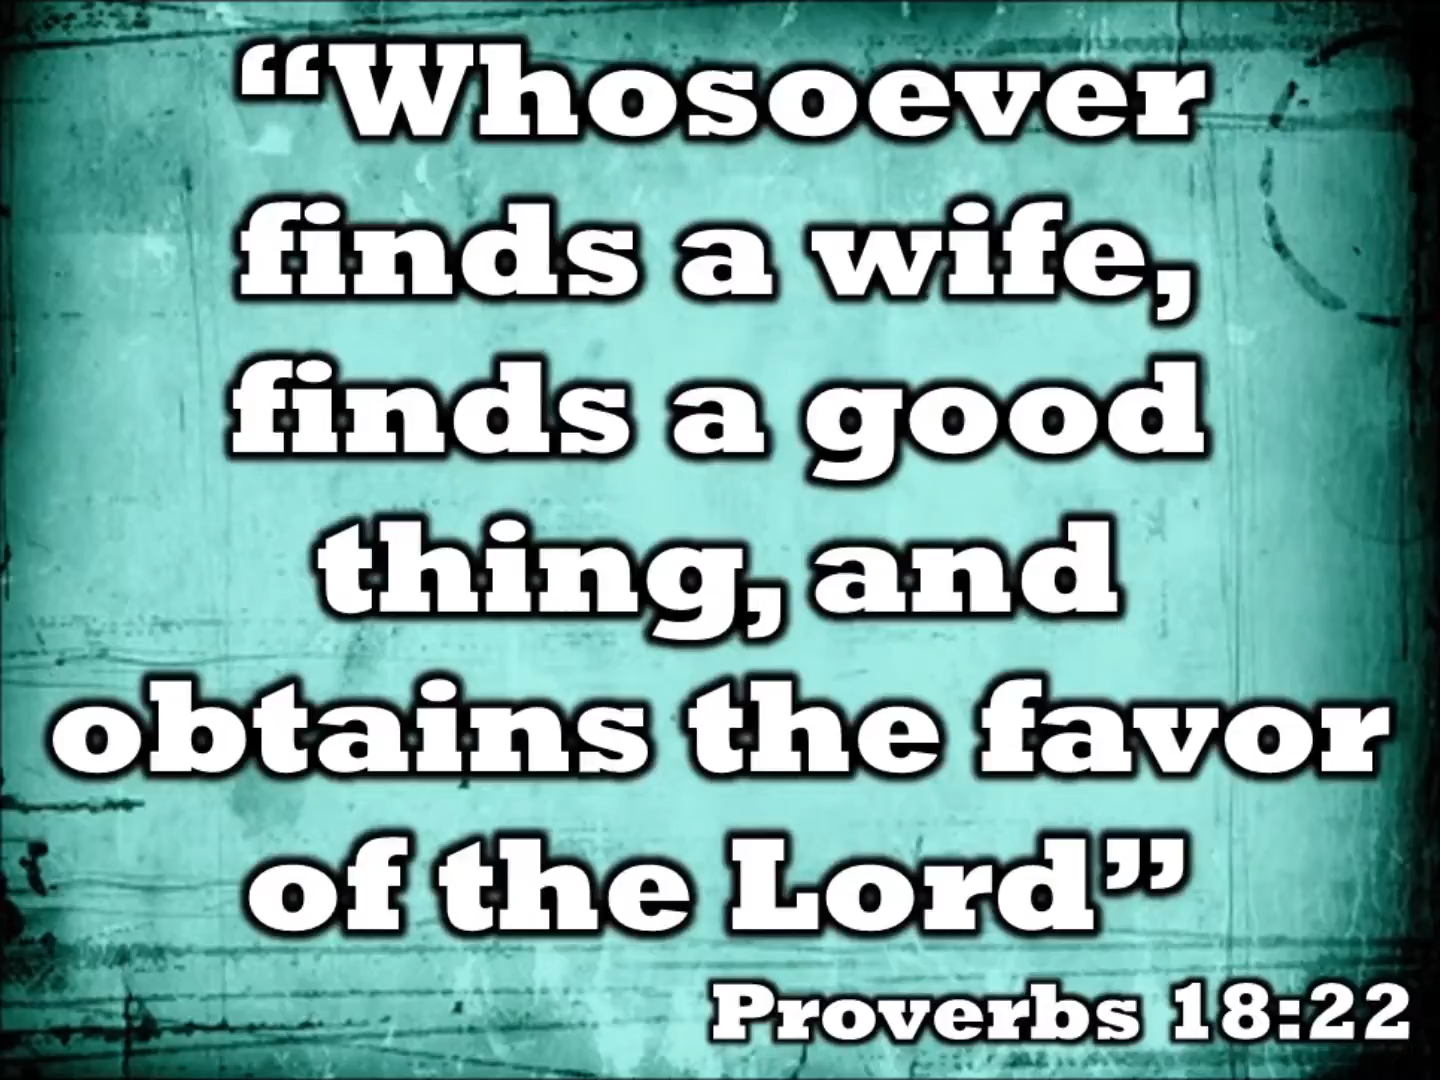 “Whosoever
finds a wife,
finds a good
thing, and
obtains the favor
of the Lord”
Proverbs 18:22